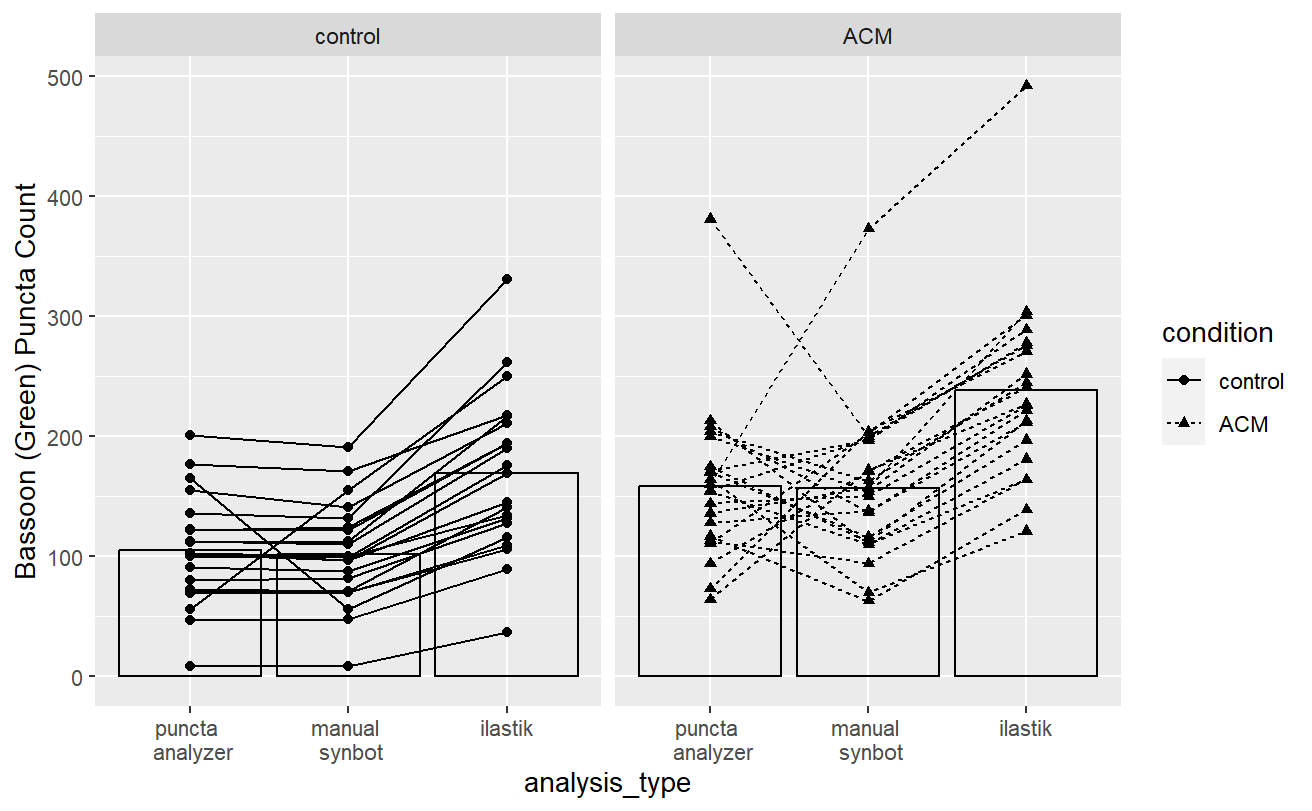 control
ACM
500
400
300
200
100
0
Bassoon (Green) Puncta Count
puncta
analyzer
manual
synbot
ilastik
puncta
analyzer
manual
synbot
ilastik
analysis_type
condition
control
ACM